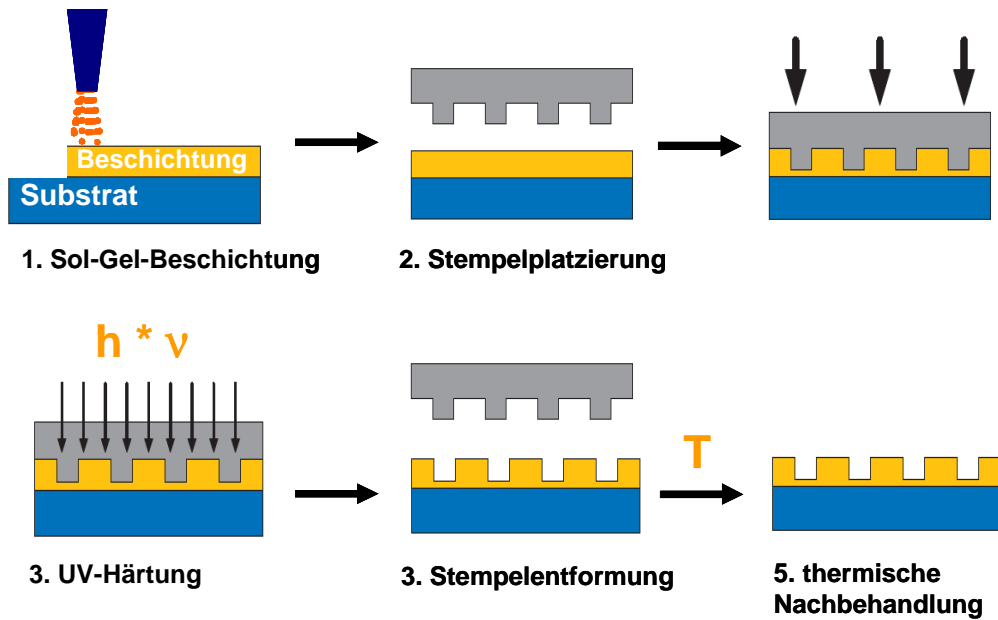 Beschichtung
Substrat
1. Sol-Gel-Beschichtung
2. Stempelplatzierung
h * ν
T
3. UV-Härtung
3. Stempelentformung
5. thermische
Nachbehandlung